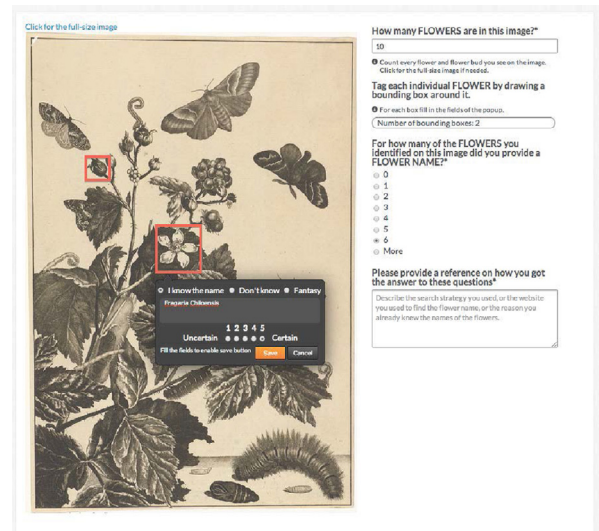 Click for the full-size image
I know the name Don't know Fantasy
Fragaria Chiloensis
1 2 3 4 5
Uncertain Certain
Fill the fields to enable save button Save Cancel
How many FLOWERS are in this image?*
10
Count every flower and flower bud you see on the image.
Click for the full-size image if needed.
Tag each individual FLOWER by drawing a
bounding box around it.
For each box fill in the fields of the popup.
Number of bounding boxes: 2
For how many of the FLOWERS you
identified on this image did you provide a
FLOWER NAME?*
0
1
2
3
4
5
6
More
Please provide a reference on how you got
the answer to these questions*
Describe the search strategy you used, or the website
you used to find the flower name, or the reason you
already knew the names of the flowers.